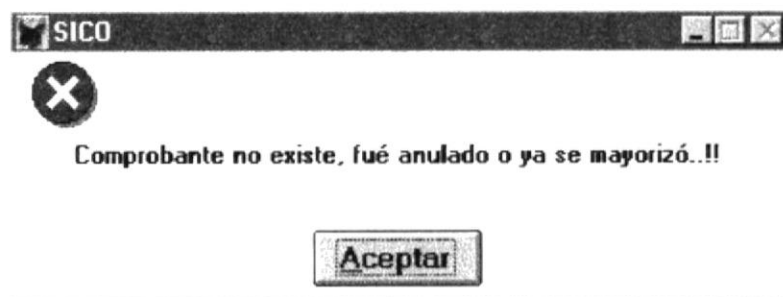 SICO
Comprobante no existe, fué anulado o ya se mayorizó..!!
Aceptar